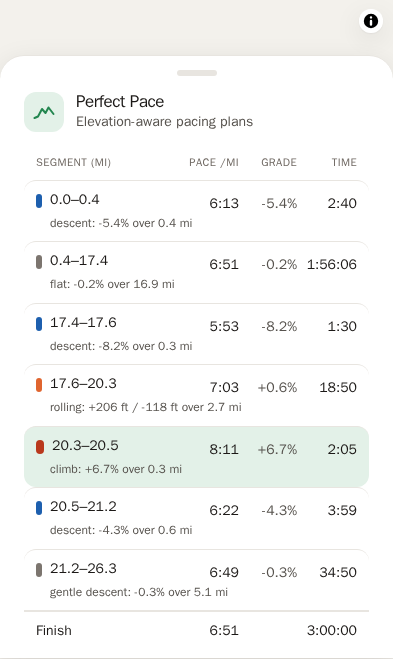 Perfect Pace
Elevation-aware pacing plans
SEGMENT (MI) PACE /MI GRADE TIME
0.0–0.4 6:13 -5.4% 2:40
descent: -5.4% over 0.4 mi
0.4–17.4 6:51 -0.2% 1:56:06
flat: -0.2% over 16.9 mi
17.4–17.6 5:53 -8.2% 1:30
descent: -8.2% over 0.3 mi
17.6–20.3 7:03 +0.6% 18:50
rolling: +206 ft / -118 ft over 2.7 mi
20.3–20.5 8:11 +6.7% 2:05
climb: +6.7% over 0.3 mi
20.5–21.2 6:22 -4.3% 3:59
descent: -4.3% over 0.6 mi
21.2–26.3 6:49 -0.3% 34:50
gentle descent: -0.3% over 5.1 mi
Finish 6:51 3:00:00